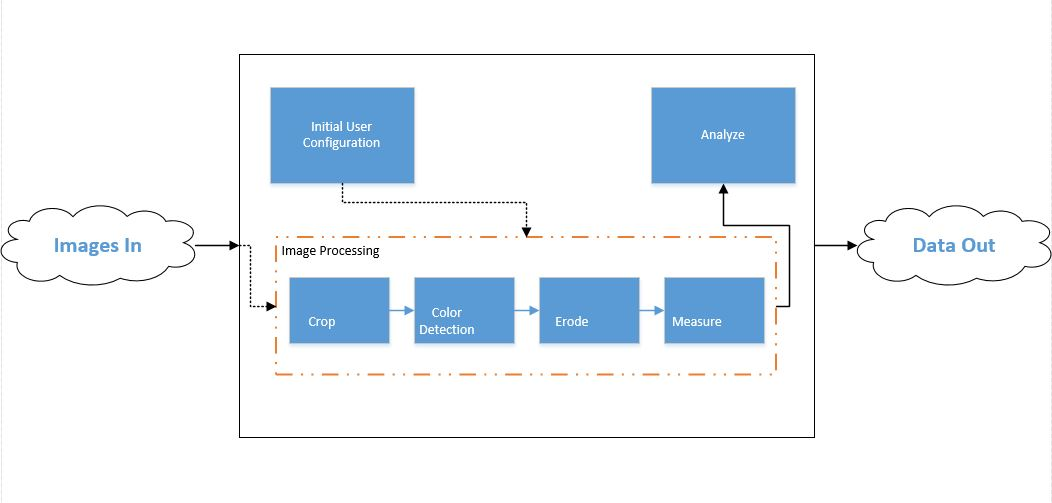 Initial User
Configuration
Analyze
Images In
Data Out
Image Processing
Crop
Color
Detection
Erode
Measure